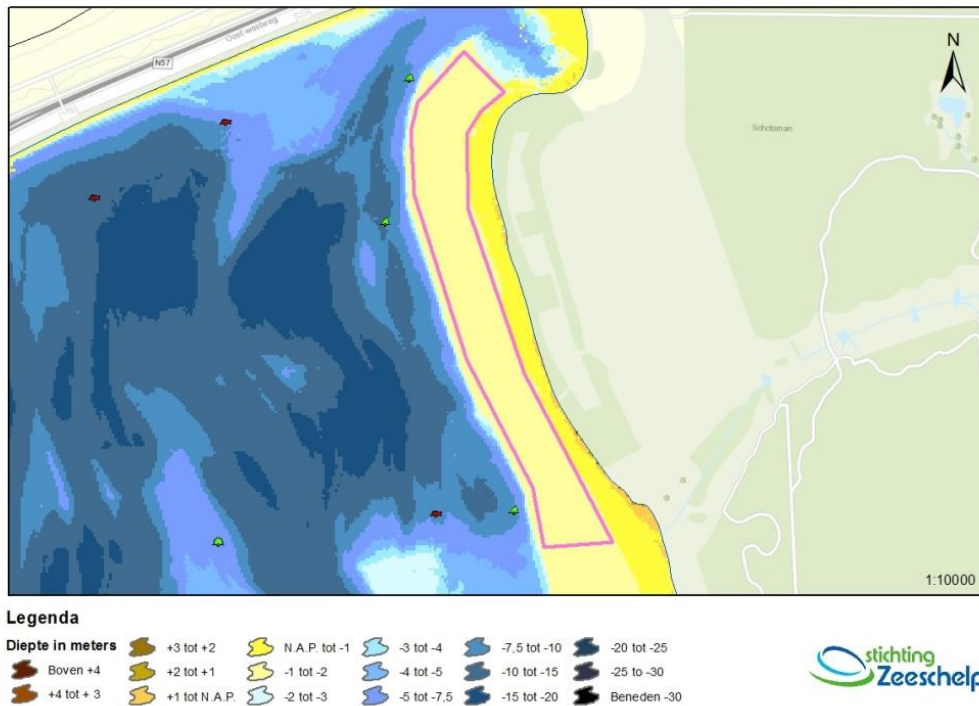 Oost-westweg
N57
N
Schotsman
1:10000
Legenda
Diepte in meters
Boven +4
+4 tot + 3
+3 tot +2
+2 tot +1
+1 tot N.A.P.
N.A.P. tot -1
-1 tot -2
-2 tot -3
-3 tot -4
-4 tot -5
-5 tot -7,5
-7,5 tot -10
-10 tot -15
-15 tot -20
-20 tot -25
-25 to -30
Beneden -30
stichting
Zeeschelp